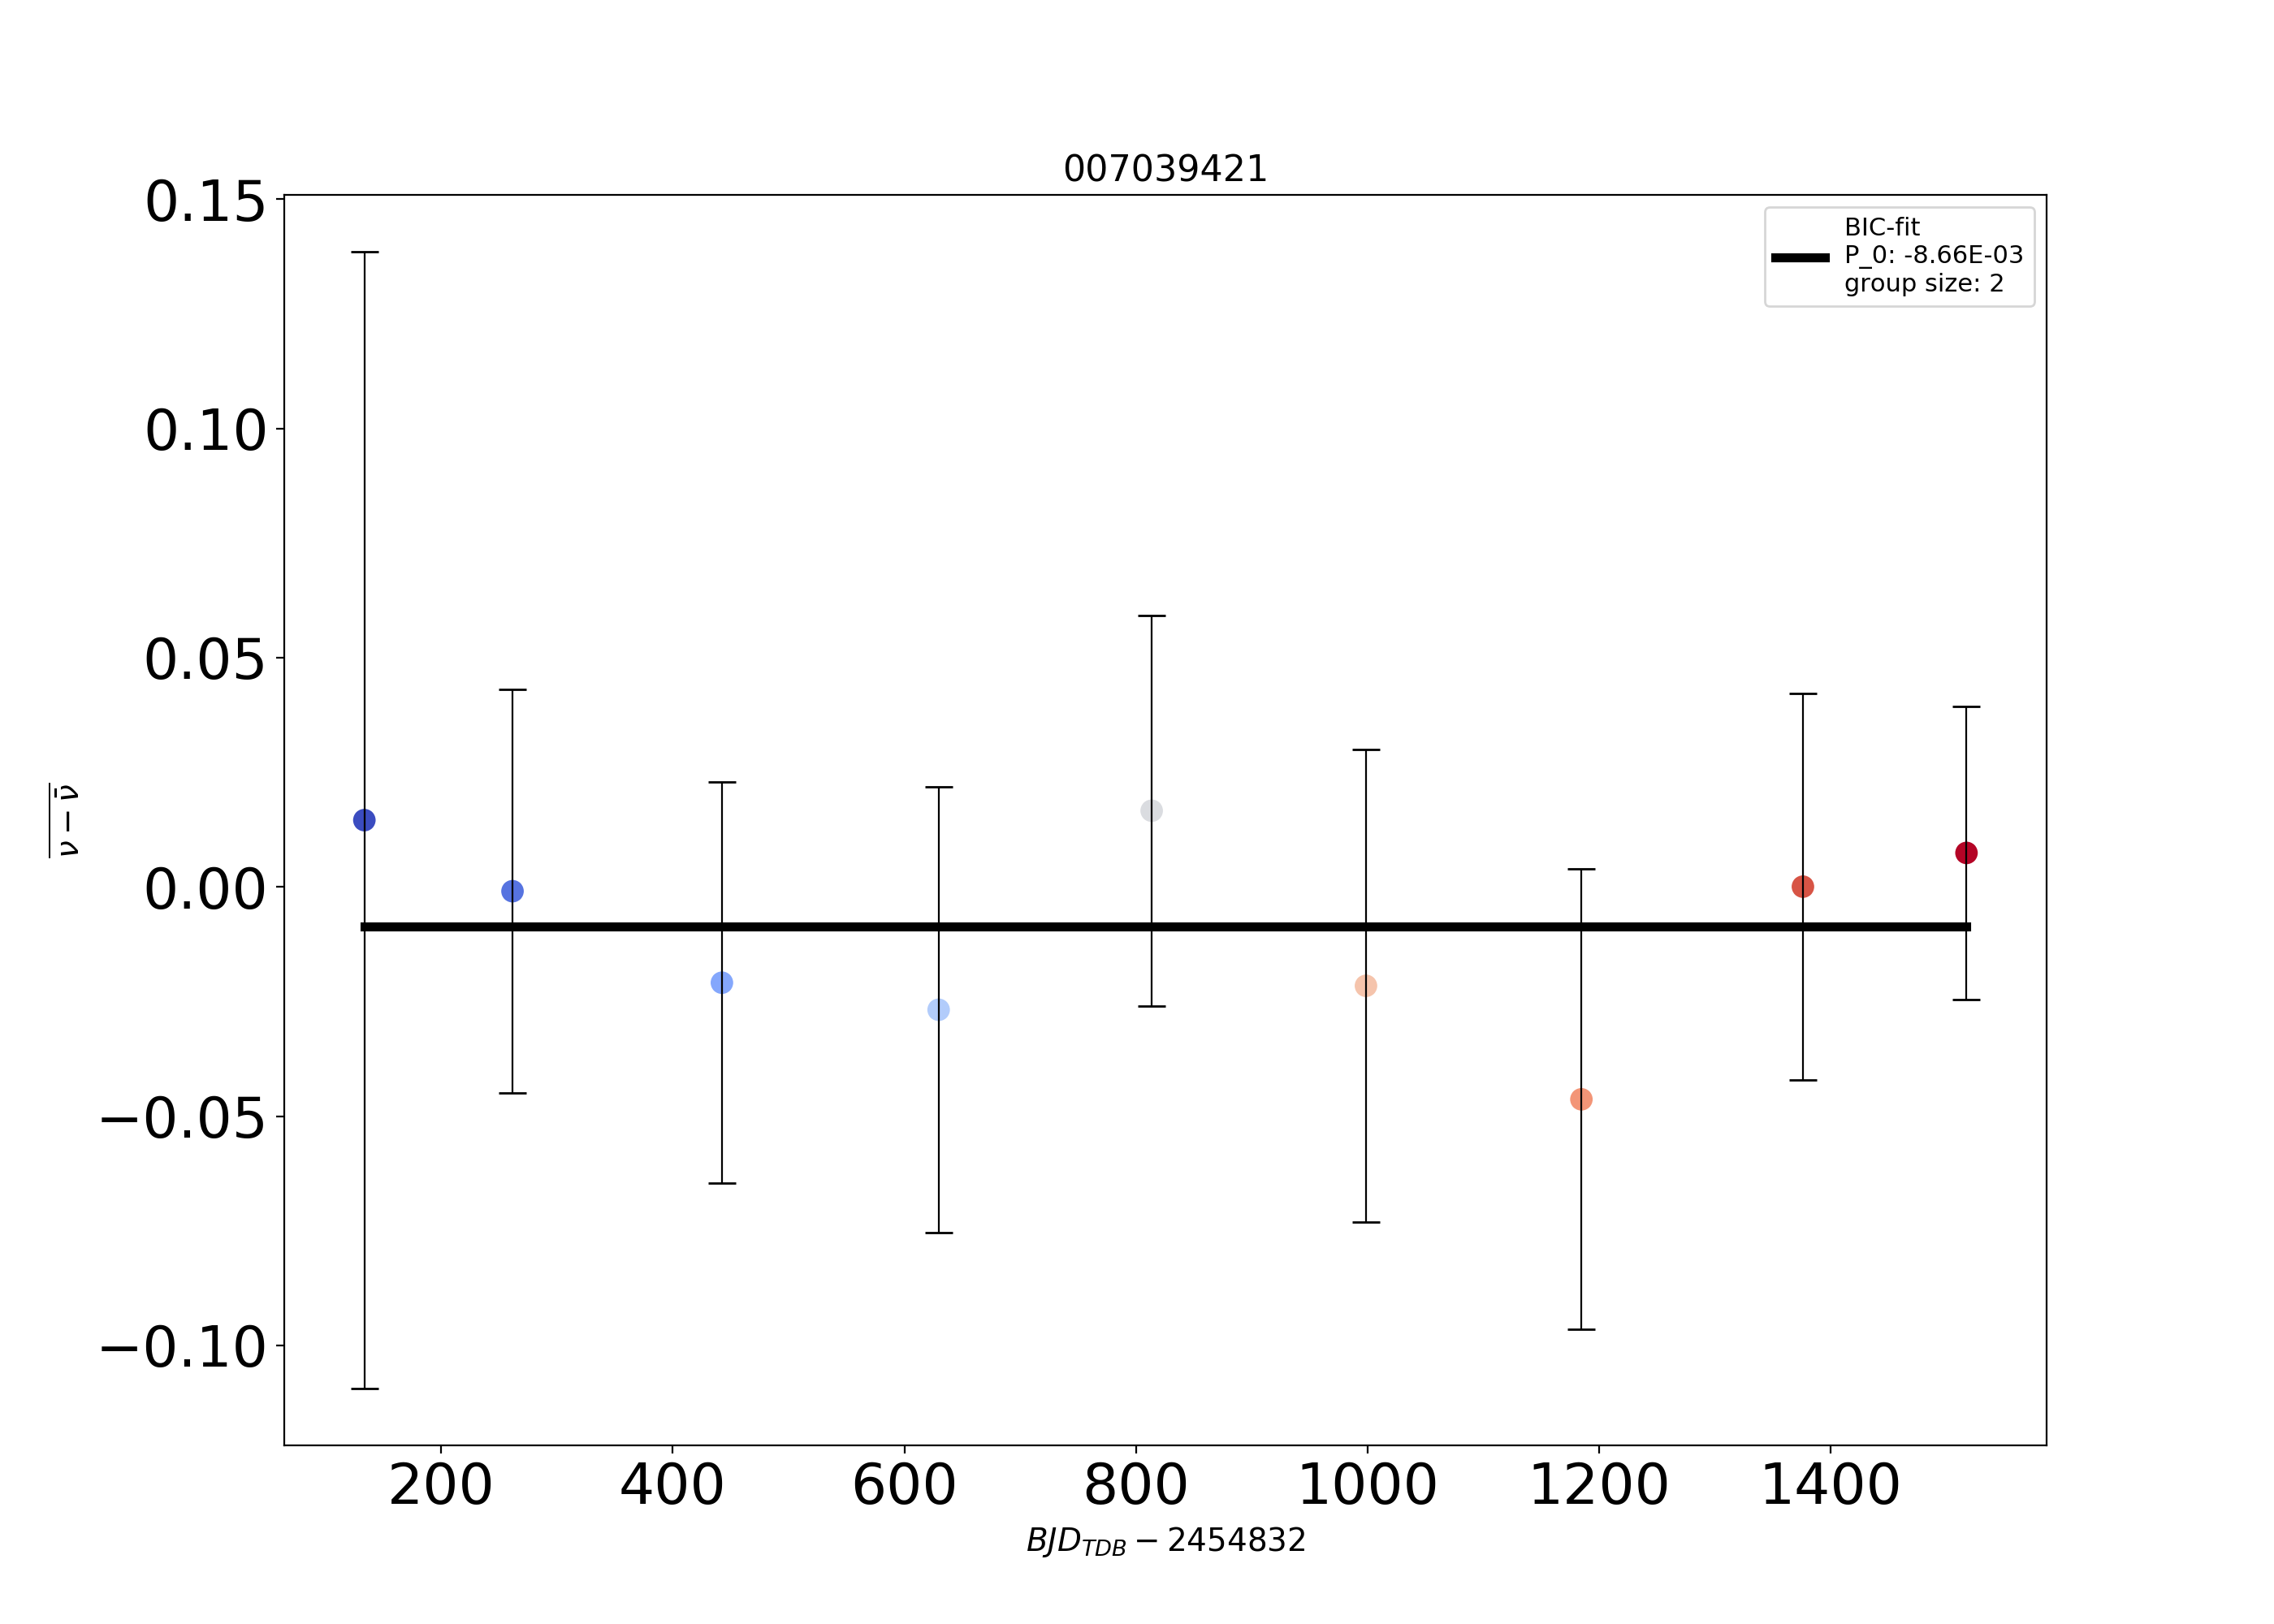 007039421
BIC-fit
P_0: -8.66E-03
group size: 2
0.15
0.10
0.05
0.00
−0.05
−0.10
ν − ν̄
200 400 600 800 1000 1200 1400
BJD_TDB − 2454832